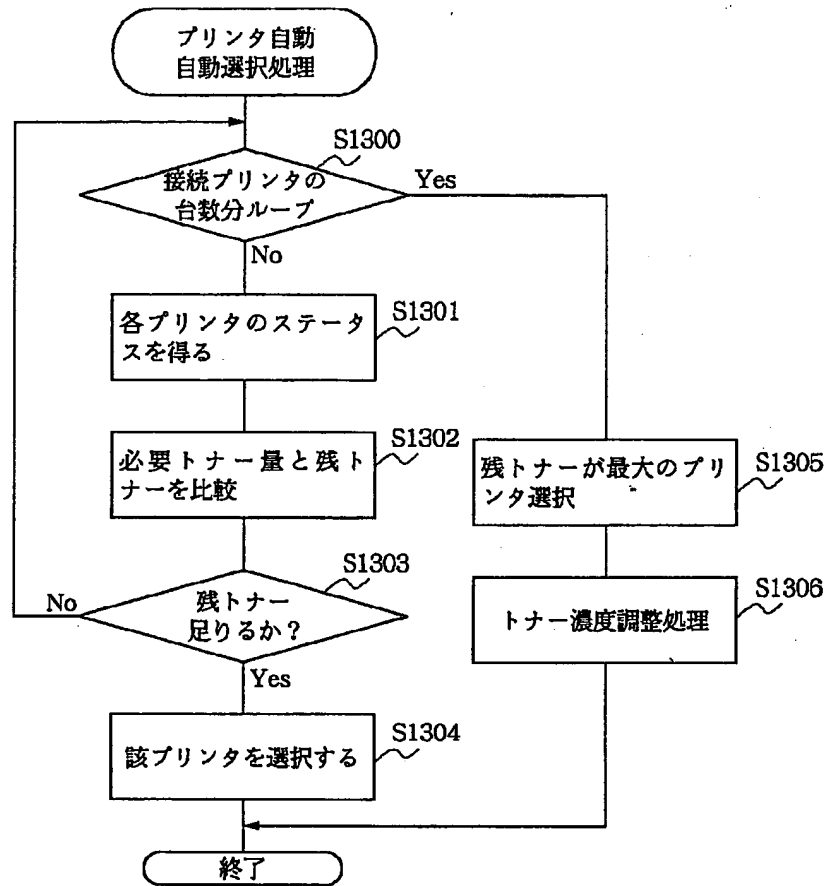 プリンタ自動
自動選択処理
S1300
接続プリンタの
台数分ループ
Yes
No
各プリンタのステータ
スを得る
S1301
必要トナー量と残ト
ナーを比較
S1302
残トナー
足りるか？
S1303
No
Yes
該プリンタを選択する
S1304
残トナーが最大のプリ
ンタ選択
S1305
トナー濃度調整処理
S1306
終了